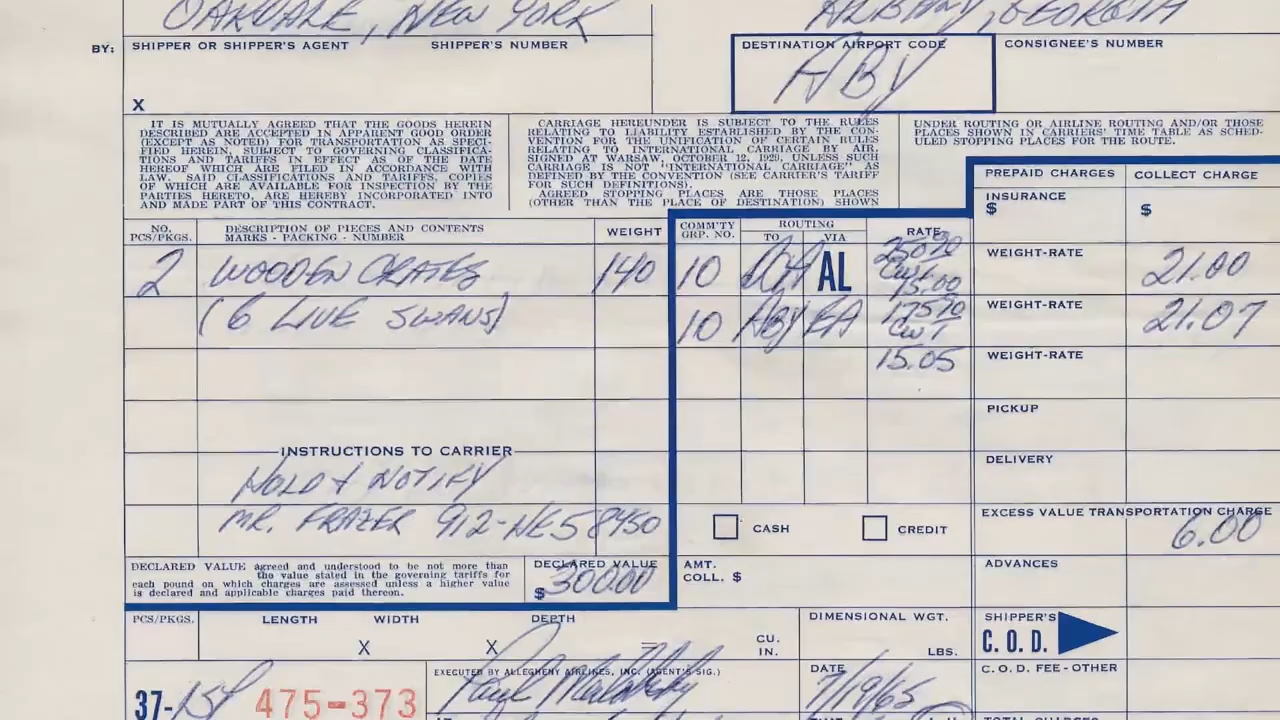 OAKDALE, NEW YORK
ALBANY, GEORGIA
BY:
SHIPPER OR SHIPPER'S AGENT
SHIPPER'S NUMBER
X
DESTINATION AIRPORT CODE
ABY
CONSIGNEE'S NUMBER
IT IS MUTUALLY AGREED THAT THE GOODS HEREIN
DESCRIBED ARE ACCEPTED IN APPARENT GOOD ORDER
(EXCEPT AS NOTED) FOR TRANSPORTATION AS SPECI-
FIED HEREIN, SUBJECT TO GOVERNING CLASSIFICA-
TIONS AND TARIFFS IN EFFECT AS OF THE DATE
HEREOF WHICH ARE FILED IN ACCORDANCE WITH
LAW. SAID CLASSIFICATIONS AND TARIFFS, COPIES
OF WHICH ARE AVAILABLE FOR INSPECTION BY THE
PARTIES HERETO, ARE HEREBY INCORPORATED INTO
AND MADE PART OF THIS CONTRACT.
CARRIAGE HEREUNDER IS SUBJECT TO THE RULES
RELATING TO LIABILITY ESTABLISHED BY THE CON-
VENTION FOR THE UNIFICATION OF CERTAIN RULES
RELATING TO INTERNATIONAL CARRIAGE BY AIR,
SIGNED AT WARSAW, OCTOBER 12, 1929, UNLESS SUCH
CARRIAGE IS NOT "INTERNATIONAL CARRIAGE" AS
DEFINED BY THE CONVENTION (SEE CARRIER'S TARIFF
FOR SUCH DEFINITIONS).
AGREED STOPPING PLACES ARE THOSE PLACES
(OTHER THAN THE PLACE OF DESTINATION) SHOWN
UNDER ROUTING OR AIRLINE ROUTING AND/OR THOSE
PLACES SHOWN IN CARRIERS' TIME TABLE AS SCHED-
ULED STOPPING PLACES FOR THE ROUTE.
PREPAID CHARGES
COLLECT CHARGE
INSURANCE
$
$
NO.
PCS/PKGS.
DESCRIPTION OF PIECES AND CONTENTS
MARKS - PACKING - NUMBER
WEIGHT
COMM'TY
GRP. NO.
ROUTING
TO
VIA
RATE
2 WOODEN CRATES 140 10 AL 15.00
WEIGHT-RATE 21.00
(6 LIVE SWANS) 10 ABY EA CWT
WEIGHT-RATE 21.07
15.05
WEIGHT-RATE
PICKUP
INSTRUCTIONS TO CARRIER
DELIVERY
HOLD & NOTIFY
MR. FRAZER 912-HE58450
CASH
CREDIT
EXCESS VALUE TRANSPORTATION CHARGE
6.00
DECLARED VALUE agreed and understood to be not more than
the value stated in the governing tariffs for
each pound on which charges are assessed unless a higher value
is declared and applicable charges paid thereon.
DECLARED VALUE
$300.00
AMT.
COLL. $
ADVANCES
PCS/PKGS.
LENGTH
WIDTH
DEPTH
X
X
CU.
IN.
DIMENSIONAL WGT.
LBS.
SHIPPER'S
C. O. D.
37-
475-373
EXECUTED BY ALLEGHENY AIRLINES, INC. (AGENT'S SIG.)
DATE
7/19/65
C. O. D. FEE - OTHER
TOTAL CHARGES